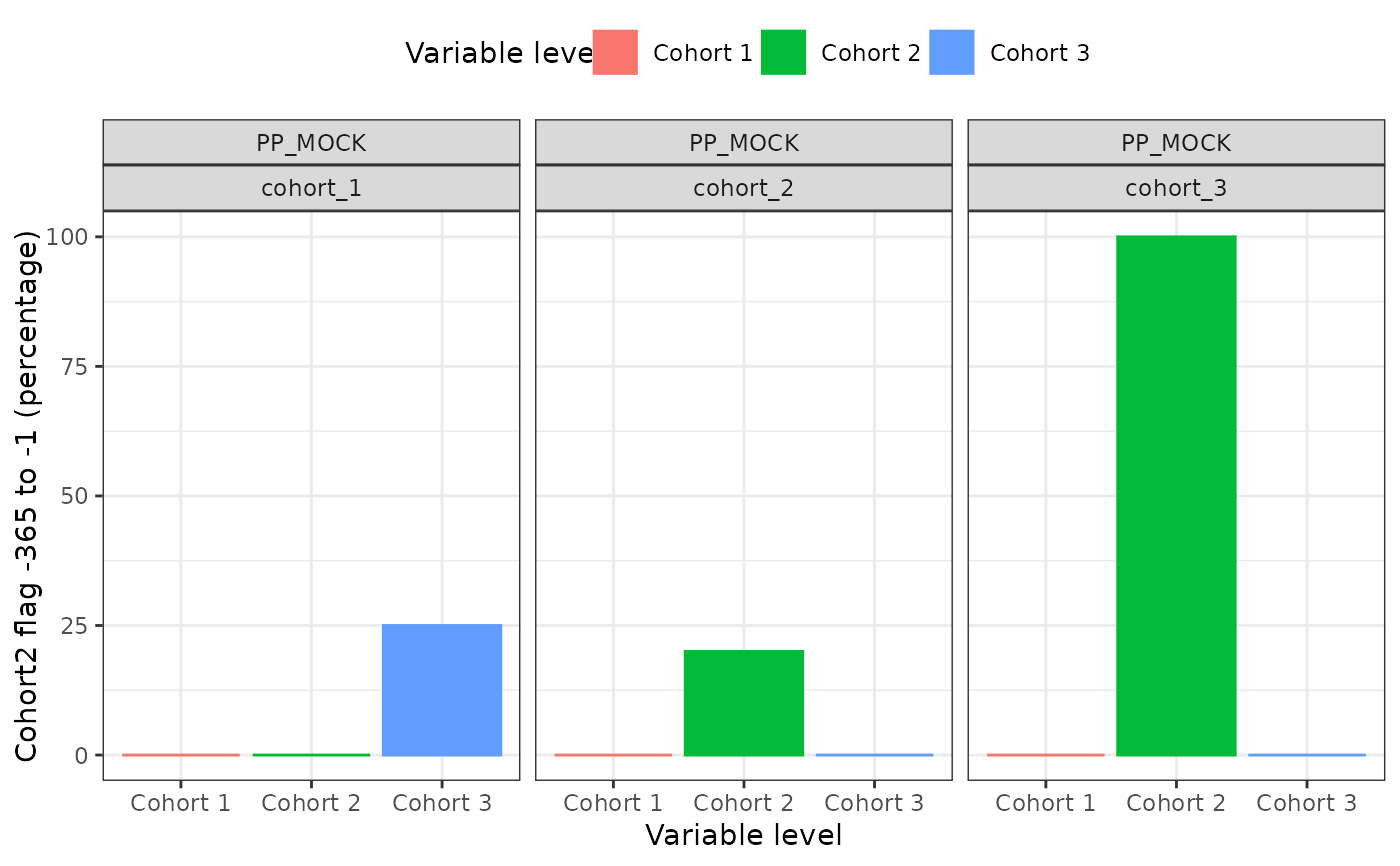 Variable leve Cohort 1 Cohort 2 Cohort 3
PP_MOCK PP_MOCK PP_MOCK
cohort_1 cohort_2 cohort_3
Cohort2 flag -365 to -1 (percentage)
100
75
50
25
0
Cohort 1 Cohort 2 Cohort 3 Cohort 1 Cohort 2 Cohort 3 Cohort 1 Cohort 2 Cohort 3
Variable level